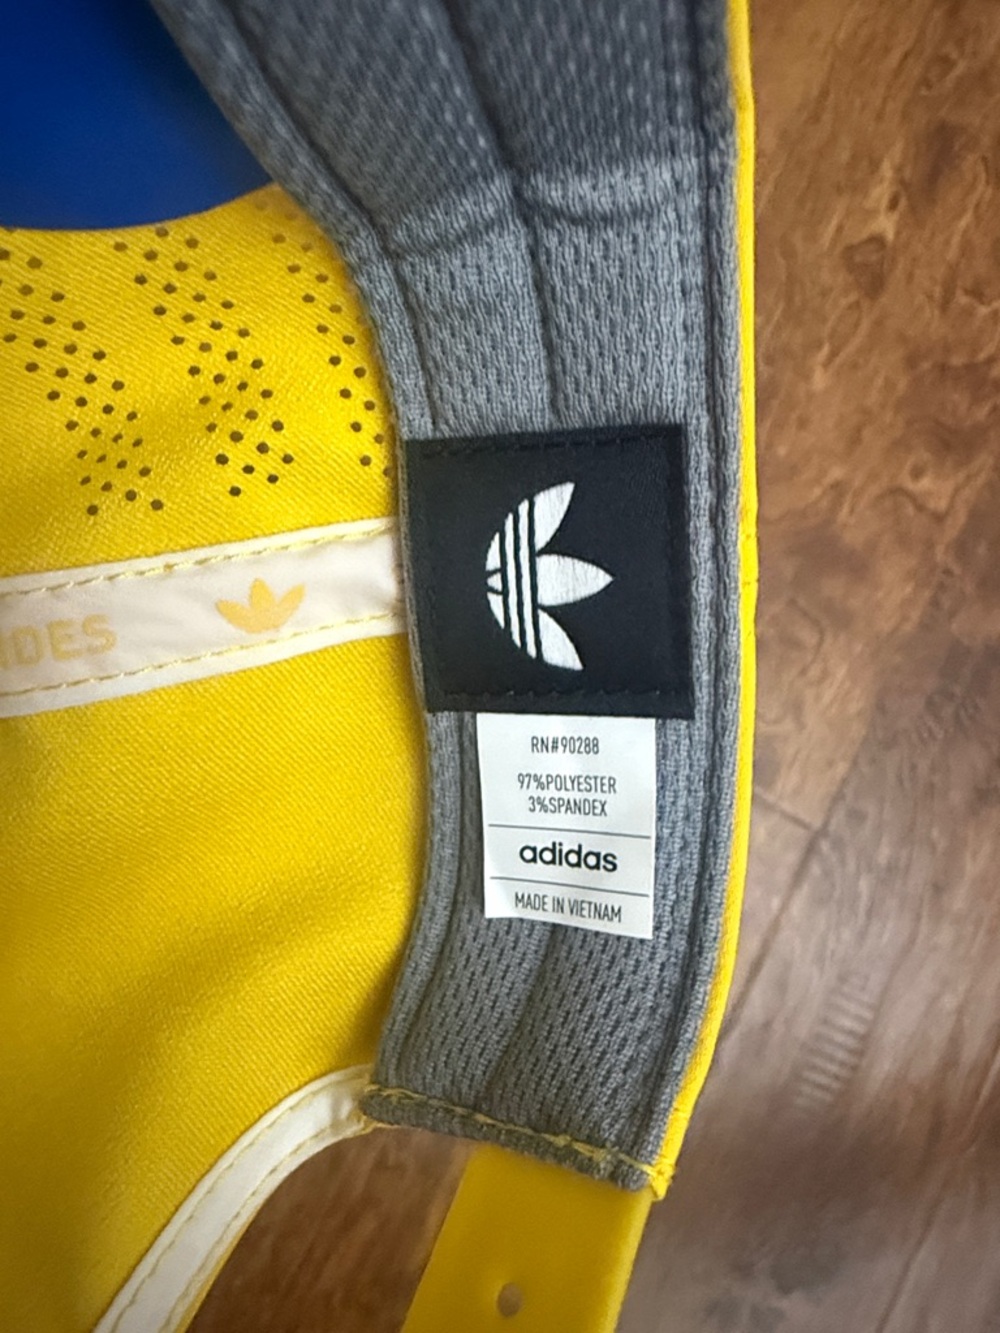 RN#90288
97%POLYESTER
3%SPANDEX
adidas
MADE IN VIETNAM